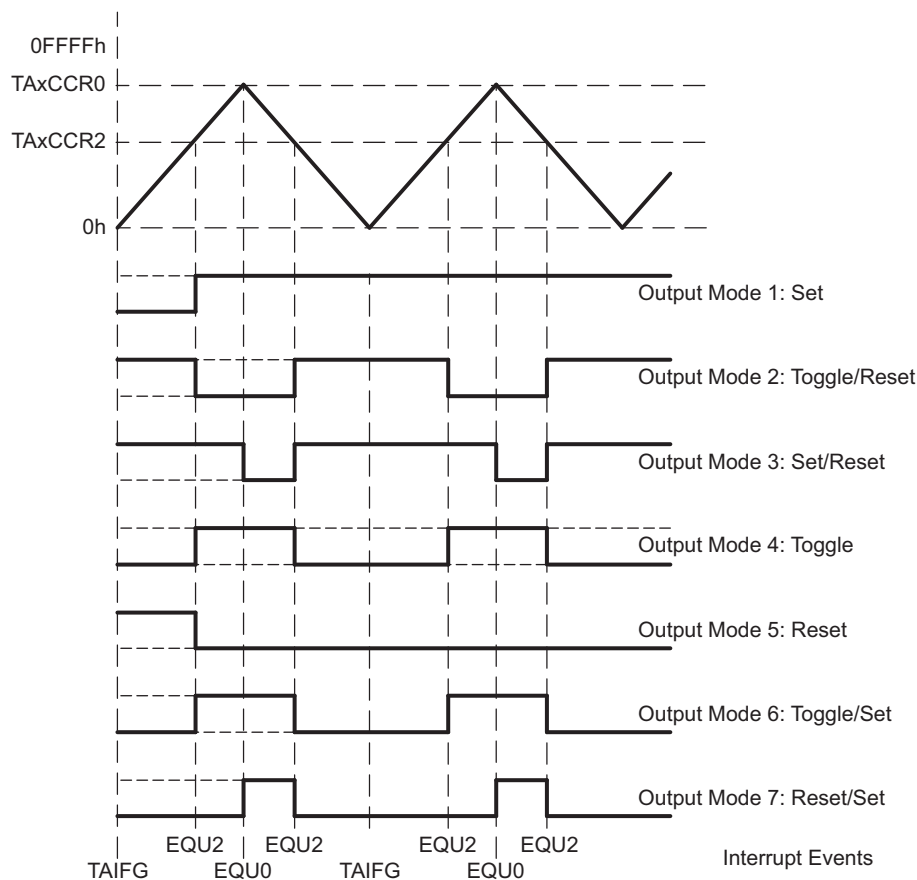 0FFFFh
TAxCCR0
TAxCCR2
0h
Output Mode 1: Set
Output Mode 2: Toggle/Reset
Output Mode 3: Set/Reset
Output Mode 4: Toggle
Output Mode 5: Reset
Output Mode 6: Toggle/Set
Output Mode 7: Reset/Set
EQU2 EQU2 EQU2 EQU2
TAIFG EQU0 TAIFG EQU0 Interrupt Events